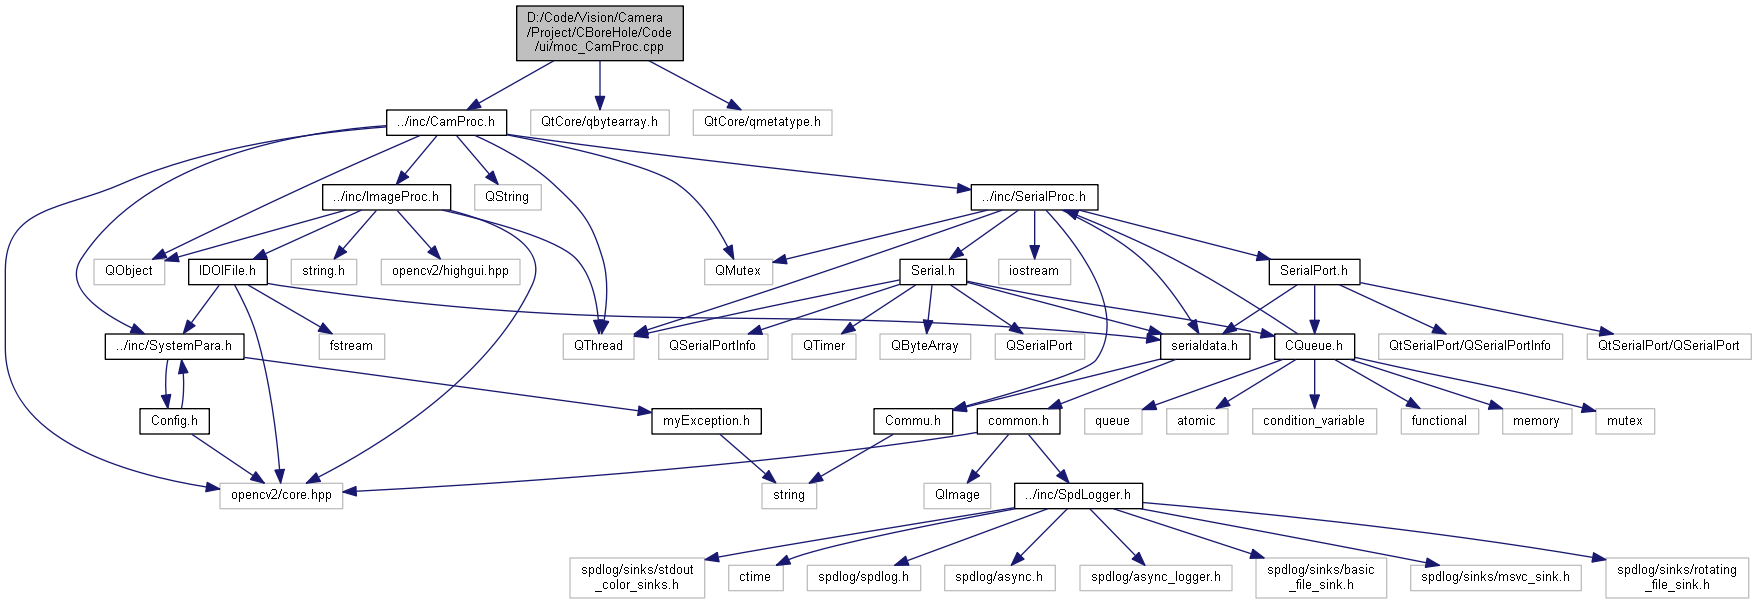 D:/Code/Vision/Camera
/Project/CBoreHole/Code
/ui/moc_CamProc.cpp
../inc/CamProc.h
QtCore/qbytearray.h
QtCore/qmetatype.h
../inc/ImageProc.h
QString
../inc/SerialProc.h
QObject
IDOIFile.h
string.h
opencv2/highgui.hpp
QMutex
Serial.h
iostream
SerialPort.h
../inc/SystemPara.h
fstream
QThread
QSerialPortInfo
QTimer
QByteArray
QSerialPort
serialdata.h
CQueue.h
QtSerialPort/QSerialPortInfo
QtSerialPort/QSerialPort
Config.h
myException.h
Commu.h
common.h
queue
atomic
condition_variable
functional
memory
mutex
opencv2/core.hpp
string
QImage
../inc/SpdLogger.h
spdlog/sinks/stdout
_color_sinks.h
ctime
spdlog/spdlog.h
spdlog/async.h
spdlog/async_logger.h
spdlog/sinks/basic
_file_sink.h
spdlog/sinks/msvc_sink.h
spdlog/sinks/rotating
_file_sink.h